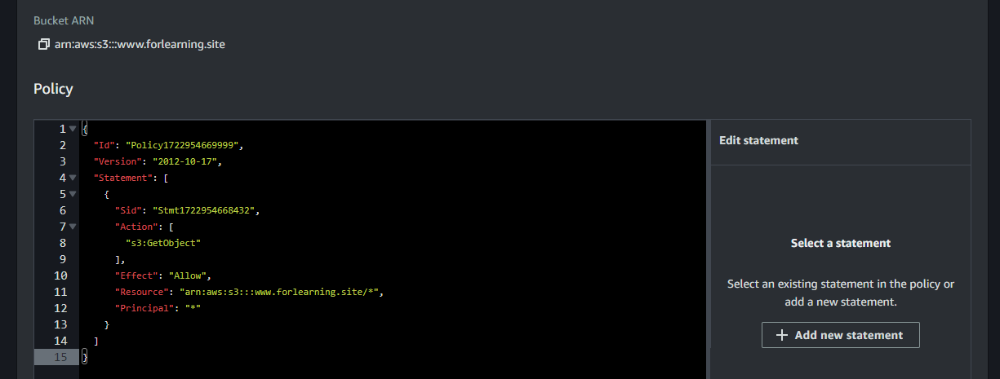 Bucket ARN
arn:aws:s3:::www.forlearning.site
Policy
1 {
2 "Id": "Policy1722954669999",
3 "Version": "2012-10-17",
4 "Statement": [
5 {
6 "Sid": "Stmt1722954668432",
7 "Action": [
8 "s3:GetObject"
9 ],
10 "Effect": "Allow",
11 "Resource": "arn:aws:s3:::www.forlearning.site/*",
12 "Principal": "*"
13 }
14 ]
15 }
Edit statement
Select a statement
Select an existing statement in the policy or
add a new statement.
+ Add new statement